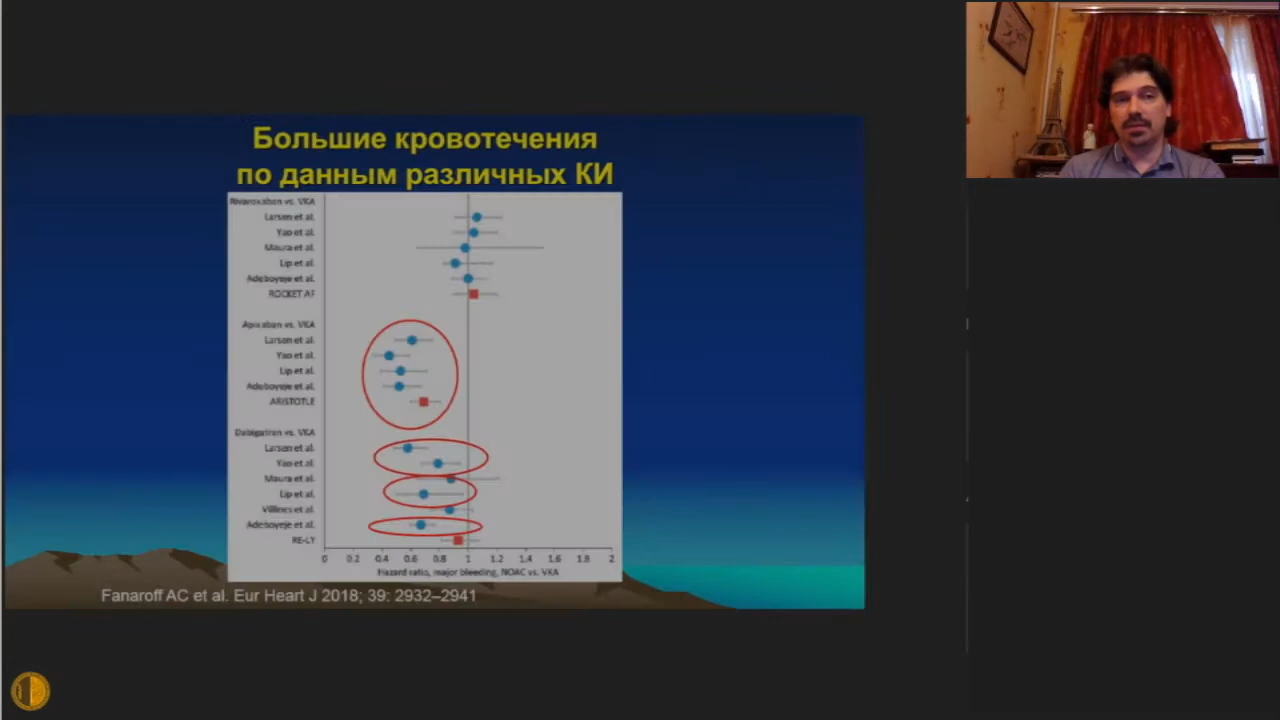 Большие кровотечения
по данным различных КИ
Rivaroxaban vs. VKA
Larsen et al.
Yao et al.
Maura et al.
Lip et al.
Adeboyeje et al.
ROCKET AF
Apixaban vs. VKA
Larsen et al.
Yao et al.
Lip et al.
Adeboyeje et al.
ARISTOTLE
Dabigatran vs. VKA
Larsen et al.
Yao et al.
Maura et al.
Lip et al.
Villines et al.
Adeboyeje et al.
RE-LY
0 0.2 0.4 0.6 0.8 1 1.2 1.4 1.6 1.8 2
Hazard ratio, major bleeding, NOAC vs. VKA
Fanaroff AC et al. Eur Heart J 2018; 39: 2932–2941